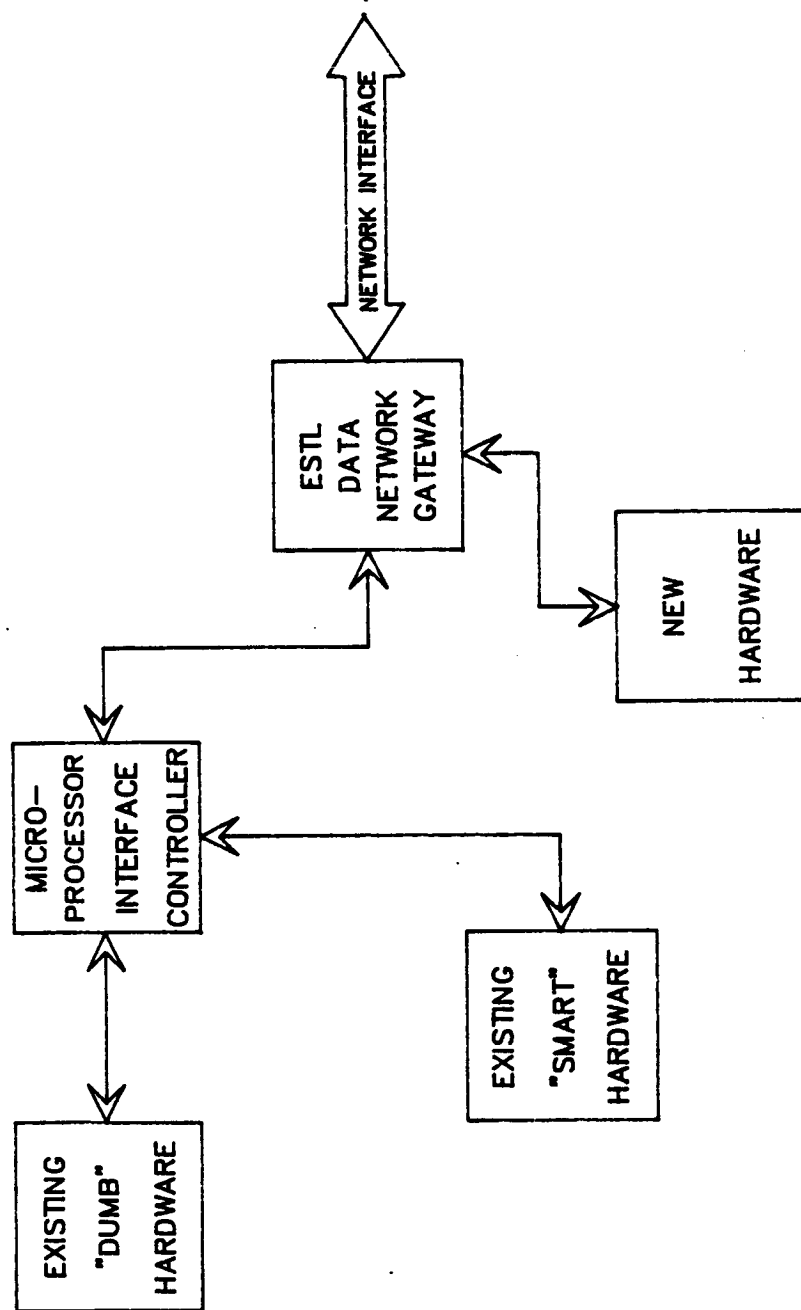 EXISTING
"DUMB"
HARDWARE
MICRO-
PROCESSOR
INTERFACE
CONTROLLER
EXISTING
"SMART"
HARDWARE
ESTL
DATA
NETWORK
GATEWAY
NEW
HARDWARE
NETWORK INTERFACE